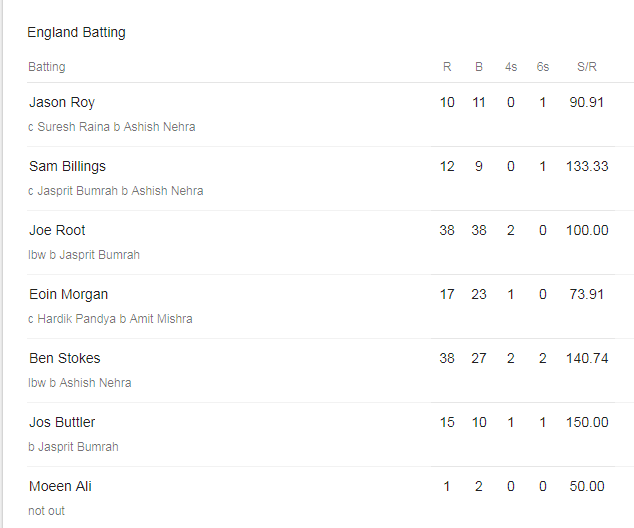 England Batting
Batting R B 4s 6s S/R
Jason Roy 10 11 0 1 90.91
c Suresh Raina b Ashish Nehra
Sam Billings 12 9 0 1 133.33
c Jasprit Bumrah b Ashish Nehra
Joe Root 38 38 2 0 100.00
lbw b Jasprit Bumrah
Eoin Morgan 17 23 1 0 73.91
c Hardik Pandya b Amit Mishra
Ben Stokes 38 27 2 2 140.74
lbw b Ashish Nehra
Jos Buttler 15 10 1 1 150.00
b Jasprit Bumrah
Moeen Ali 1 2 0 0 50.00
not out